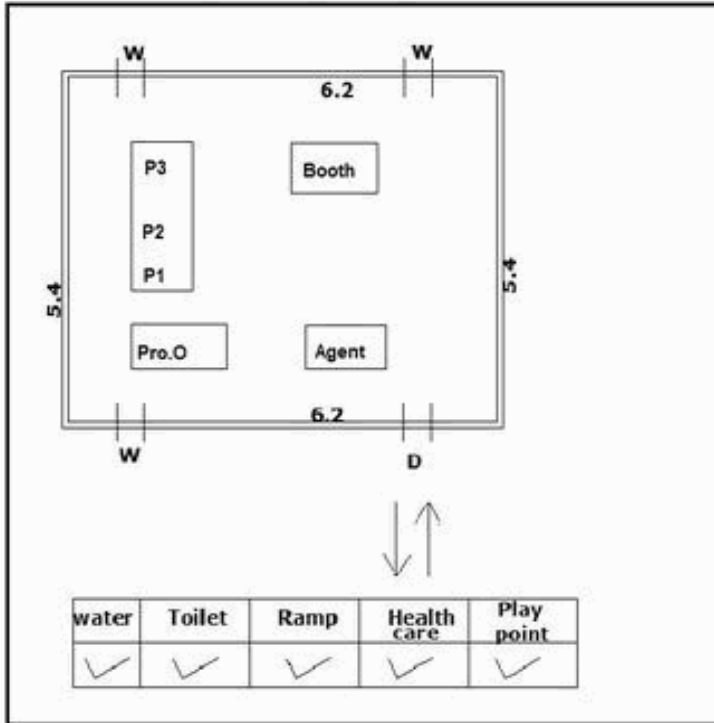 W W
6.2
P3 Booth
P2
P1
5.4 5.4
Pro.O Agent
6.2
W D
water Toilet Ramp Health care Play point